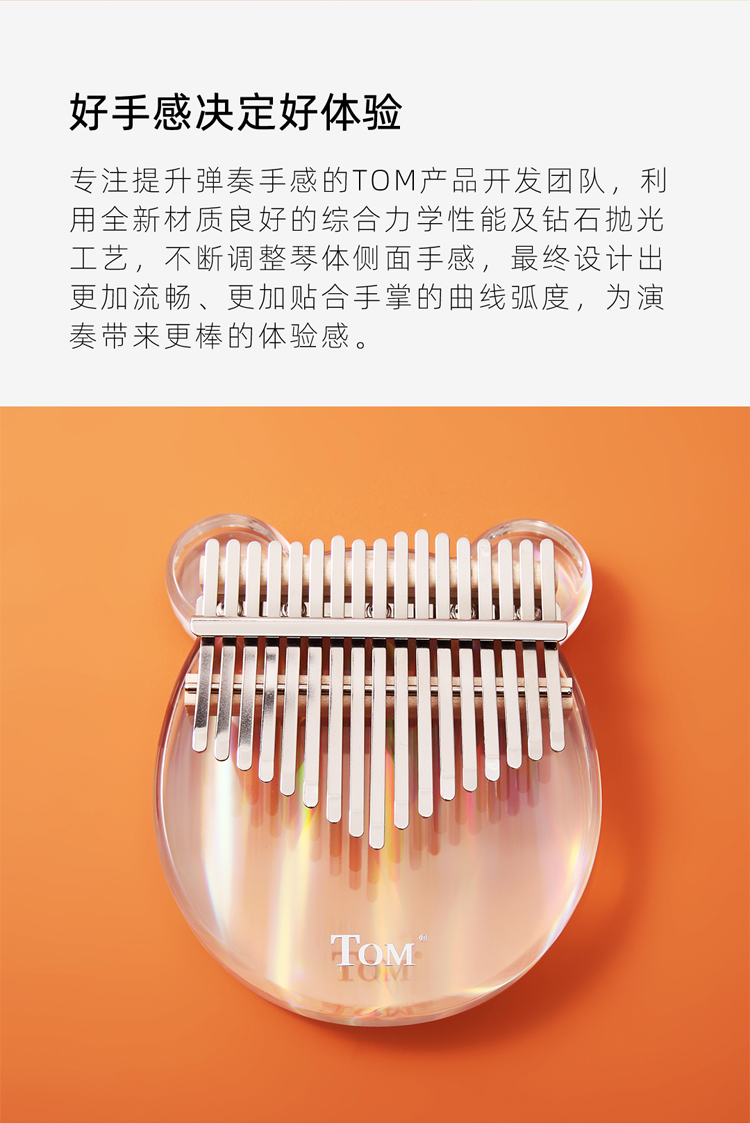 好手感决定好体验
专注提升弹奏手感的TOM产品开发团队，利
用全新材质良好的综合力学性能及钻石抛光
工艺，不断调整琴体侧面手感，最终设计出
更加流畅、更加贴合手掌的曲线弧度，为演
奏带来更棒的体验感。
TOM